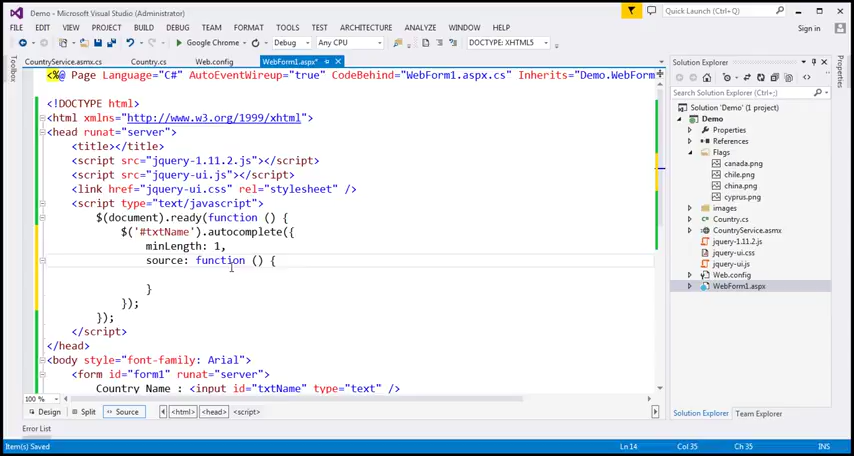 Demo - Microsoft Visual Studio (Administrator)
Quick Launch (Ctrl+;)
FILE EDIT VIEW PROJECT BUILD DEBUG TEAM FORMAT TOOLS TEST ARCHITECTURE ANALYZE WINDOW HELP
Sign in
Google Chrome Debug Any CPU DOCTYPE: XHTML5
Toolbox
CountryService.asmx.cs Country.cs Web.config WebForm1.aspx*
<%@ Page Language="C#" AutoEventWireup="true" CodeBehind="WebForm1.aspx.cs" Inherits="Demo.WebForm
<!DOCTYPE html>
<html xmlns="http://www.w3.org/1999/xhtml">
<head runat="server">
<title></title>
<script src="jquery-1.11.2.js"></script>
<script src="jquery-ui.js"></script>
<link href="jquery-ui.css" rel="stylesheet" />
<script type="text/javascript">
$(document).ready(function () {
$('#txtName').autocomplete({
minLength: 1,
source: function () {
}
});
});
</script>
</head>
<body style="font-family: Arial">
<form id="form1" runat="server">
Country Name : <input id="txtName" type="text" />
100 %
Design Split Source <html> <head> <script>
Error List
Solution Explorer
Search Solution Explorer (Ctrl+;)
Solution 'Demo' (1 project)
Demo
Properties
References
Flags
canada.png
chile.png
china.png
cyprus.png
images
Country.cs
CountryService.asmx
jquery-1.11.2.js
jquery-ui.css
jquery-ui.js
Web.config
WebForm1.aspx
Solution Explorer Team Explorer
Properties
Item(s) Saved Ln 14 Col 35 Ch 35 INS